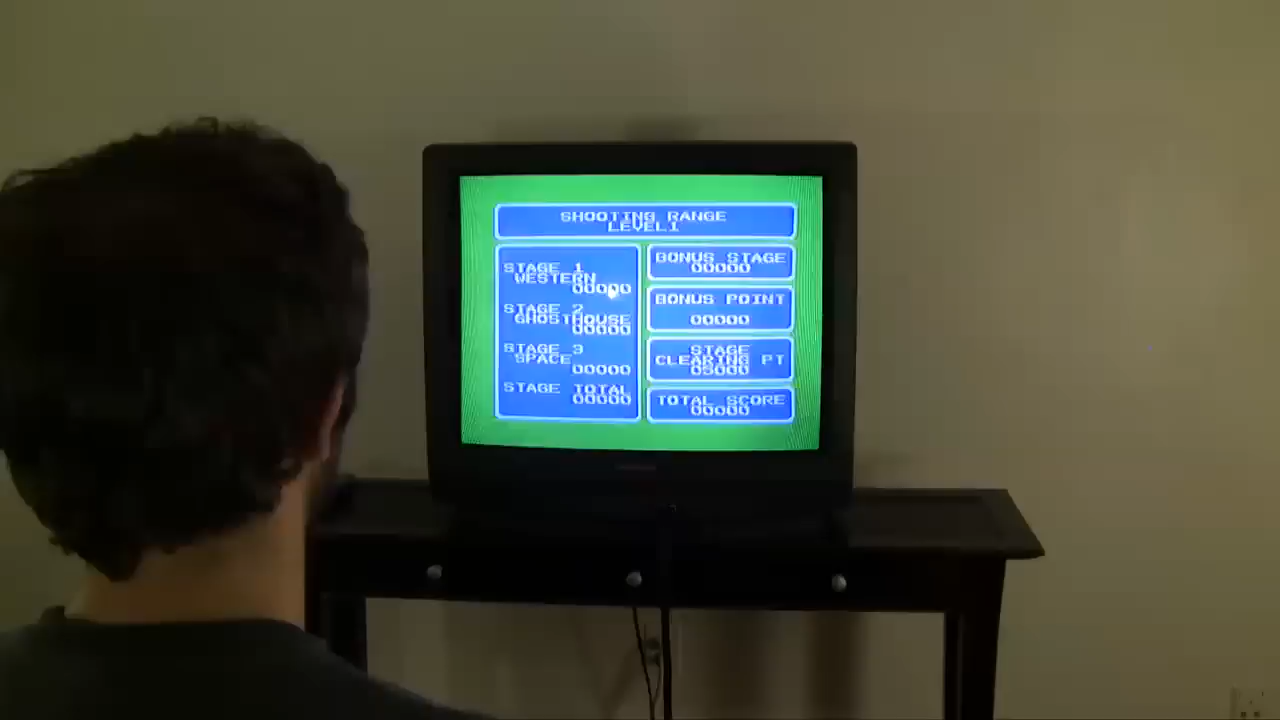 SHOOTING RANGE
LEVEL1
STAGE 1
WESTERN
00000
STAGE 2
GHOSTHOUSE
00000
STAGE 3
SPACE
00000
STAGE TOTAL
00000
BONUS STAGE
00000
BONUS POINT
00000
STAGE
CLEARING PT
05000
TOTAL SCORE
00000